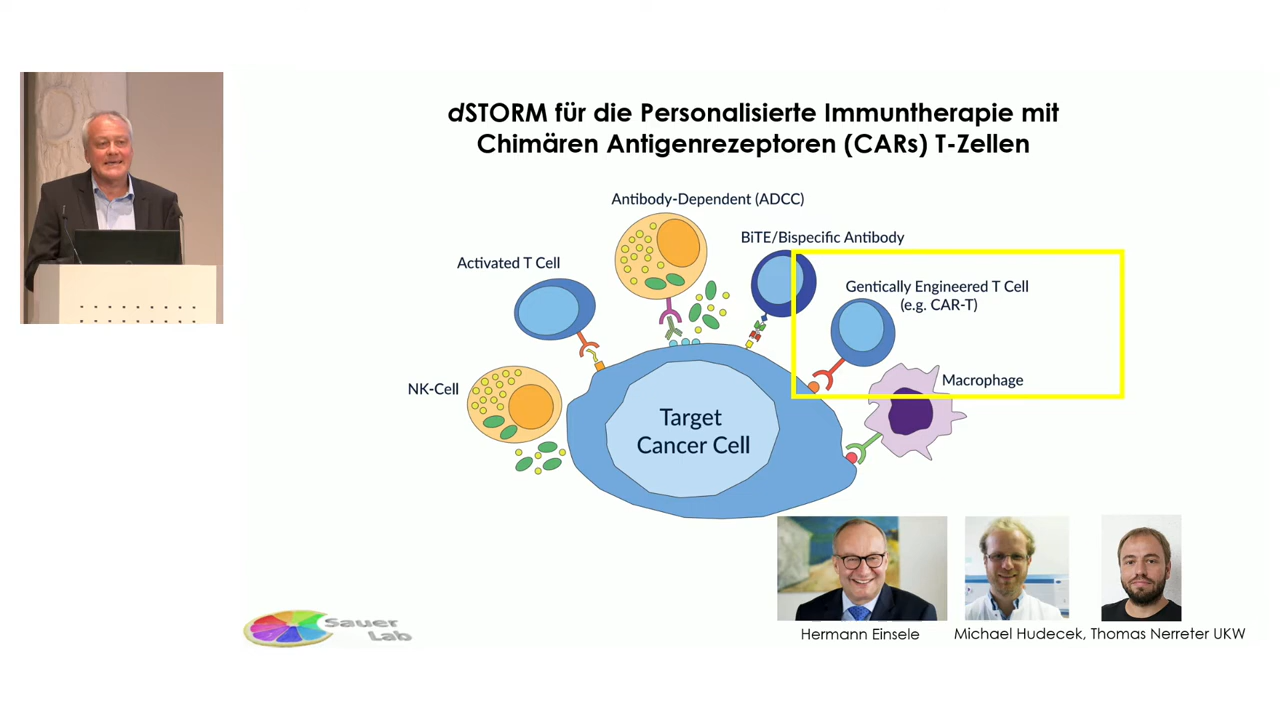 dSTORM für die Personalisierte Immuntherapie mit
Chimären Antigenrezeptoren (CARs) T-Zellen
Antibody-Dependent (ADCC)
BiTE/Bispecific Antibody
Activated T Cell
Gentically Engineered T Cell
(e.g. CAR-T)
NK-Cell
Macrophage
Target
Cancer Cell
Sauer
Lab
Hermann Einsele
Michael Hudecek, Thomas Nerreter UKW